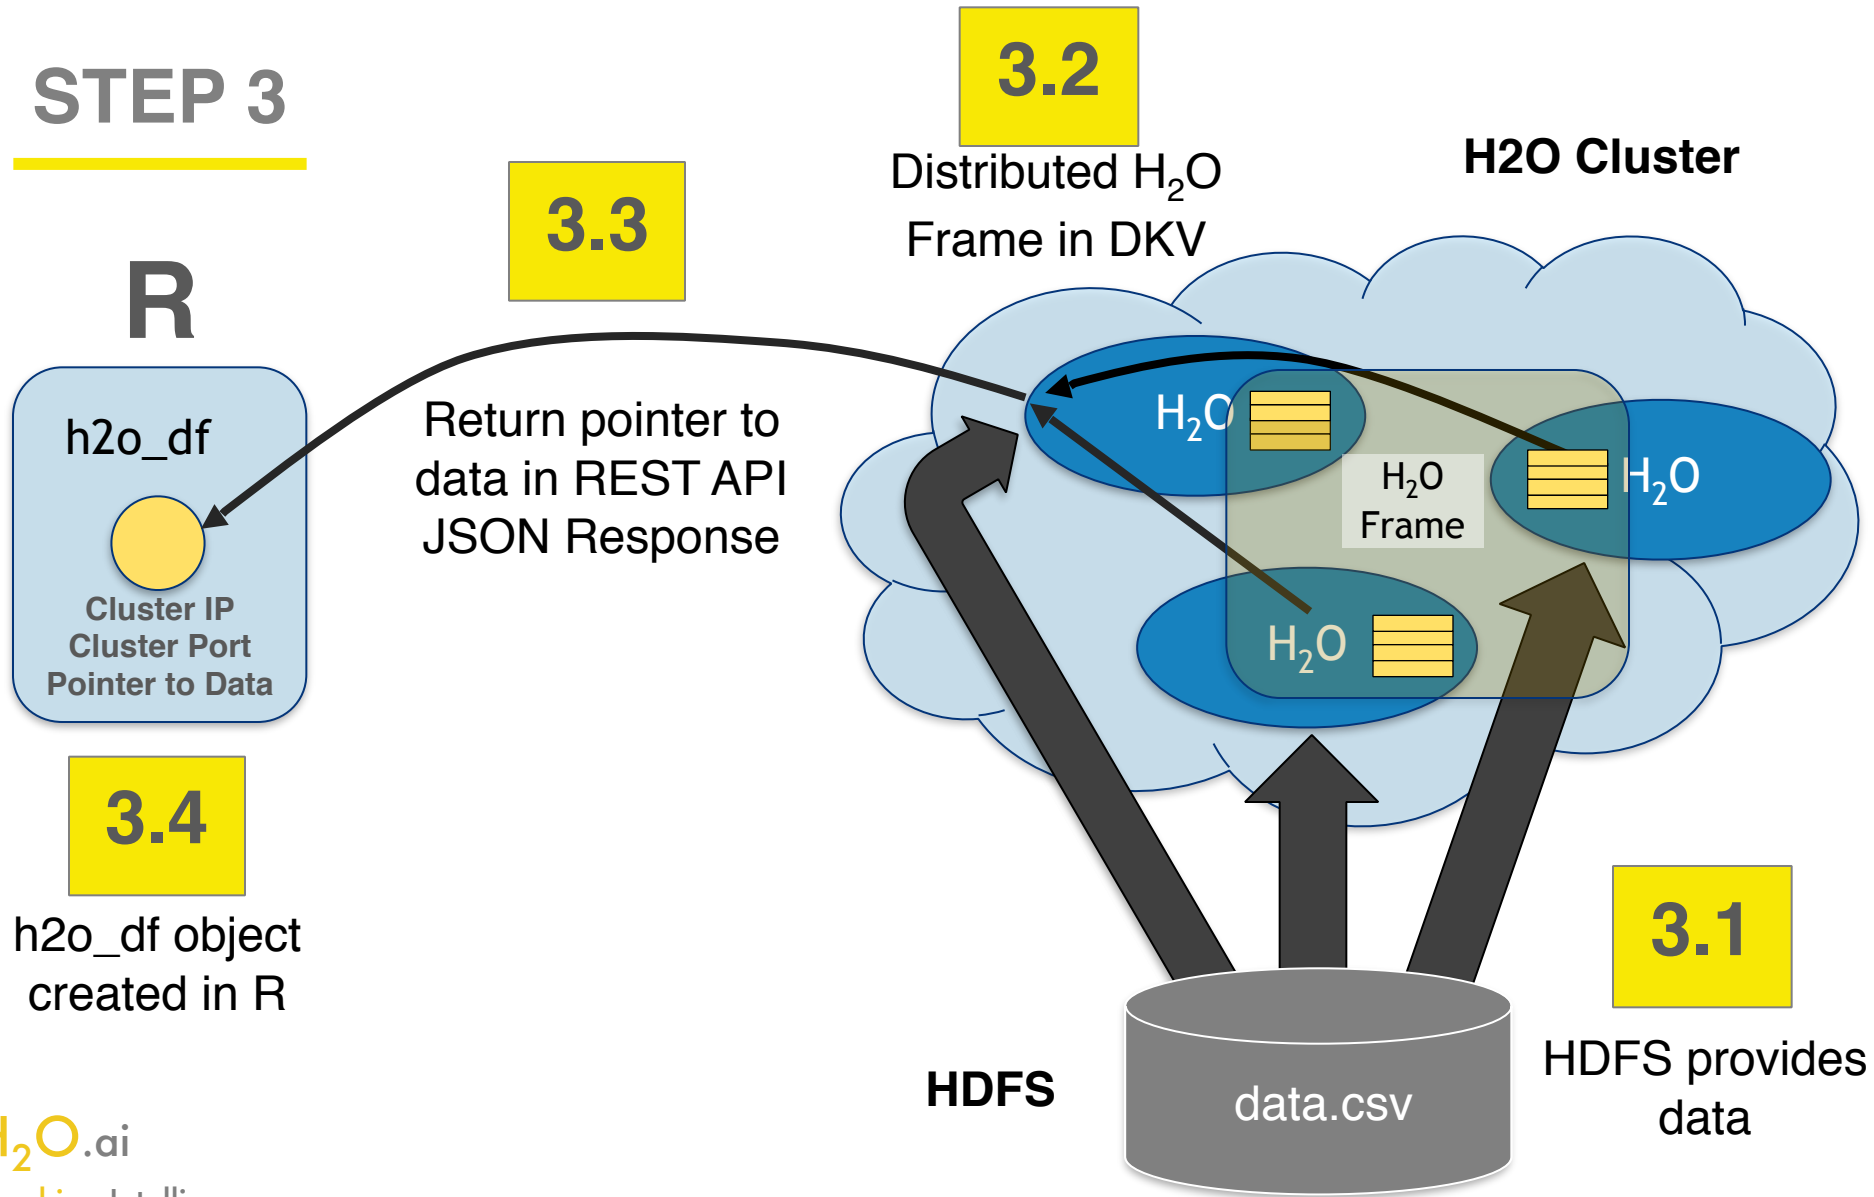 STEP 3
3.2
Distributed H₂O
Frame in DKV
H2O Cluster
3.3
R
h2o_df
Cluster IP
Cluster Port
Pointer to Data
Return pointer to
data in REST API
JSON Response
H₂O
H₂O
Frame
H₂O
H₂O
3.4
h2o_df object
created in R
3.1
HDFS provides
data
HDFS
data.csv
H₂O.ai